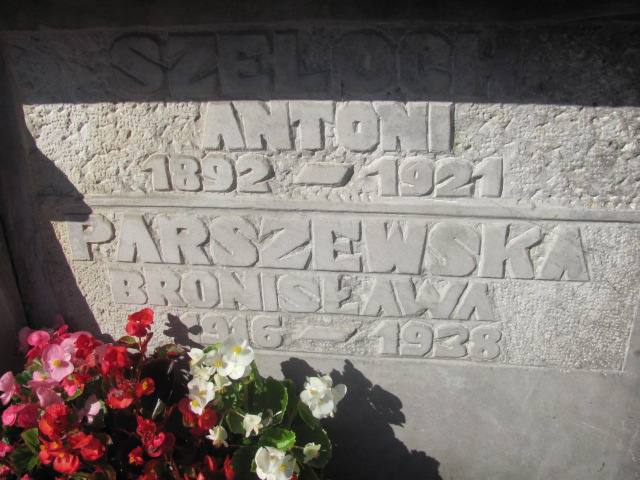 SZELOCH
ANTONI
1892 – 1921
PARSZEWSKA
BRONISŁAWA
1916 – 1938